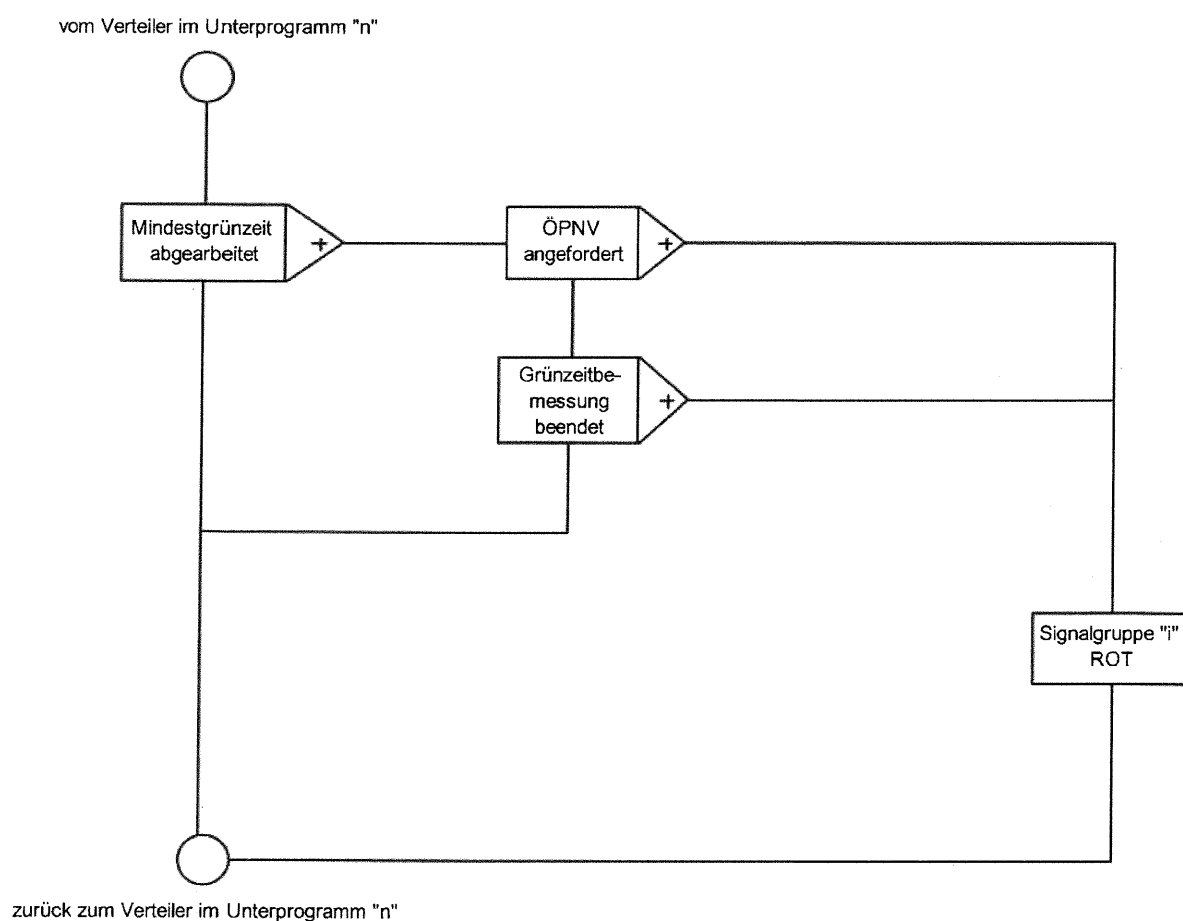 vom Verteiler im Unterprogramm "n"
Mindestgrünzeit
abgearbeitet
+
ÖPNV
angefordert
+
Grünzeitbe-
messung
beendet
+
Signalgruppe "i"
ROT
zurück zum Verteiler im Unterprogramm "n"